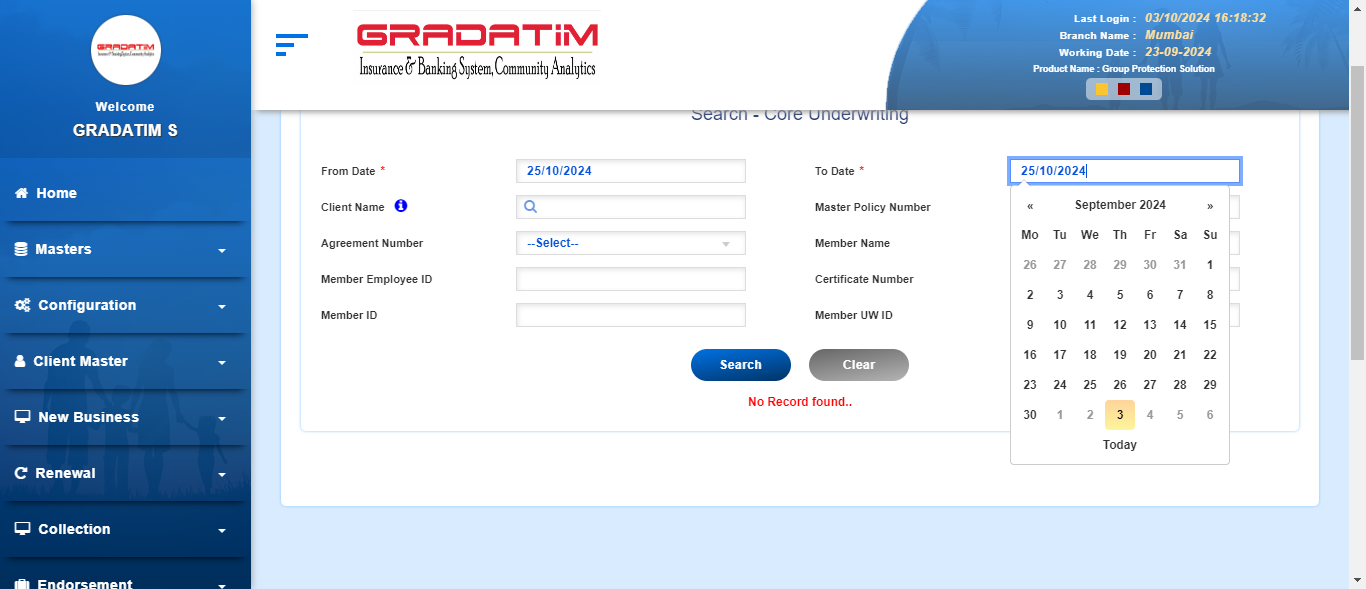 GRADATIM
Insurance & Banking System, Community Analytics
Welcome
GRADATIM S
Home
Masters
Configuration
Client Master
New Business
Renewal
Collection
Endorsement
GRADATIM
Insurance & Banking System, Community Analytics
Last Login : 03/10/2024 16:18:32
Branch Name : Mumbai
Working Date : 23-09-2024
Product Name : Group Protection Solution
Search - Core Underwriting
From Date * 25/10/2024 To Date * 25/10/2024
Client Name Master Policy Number
Agreement Number --Select-- Member Name
Member Employee ID Certificate Number
Member ID Member UW ID
Search Clear
No Record found..
« September 2024 »
Mo Tu We Th Fr Sa Su
26 27 28 29 30 31 1
2 3 4 5 6 7 8
9 10 11 12 13 14 15
16 17 18 19 20 21 22
23 24 25 26 27 28 29
30 1 2 3 4 5 6
Today